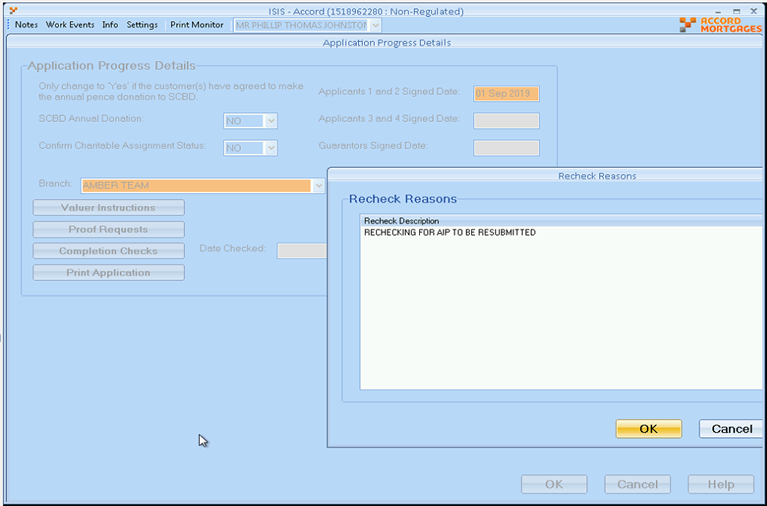 ISIS - Accord (1518962280 : Non-Regulated)
Notes Work Events Info Settings Print Monitor MR PHILLIP THOMAS JOHNSTON
ACCORD MORTGAGES
Application Progress Details
Application Progress Details
Only change to 'Yes' if the customer(s) have agreed to make
the annual pence donation to SCBD.
Applicants 1 and 2 Signed Date: 01 Sep 2019
SCBD Annual Donation: NO
Applicants 3 and 4 Signed Date:
Confirm Charitable Assignment Status: NO
Guarantors Signed Date:
Branch: AMBER TEAM
Valuer Instructions
Proof Requests
Completion Checks
Date Checked:
Print Application
Recheck Reasons
Recheck Reasons
Recheck Description
RECHECKING FOR AIP TO BE RESUBMITTED
OK Cancel
OK Cancel Help